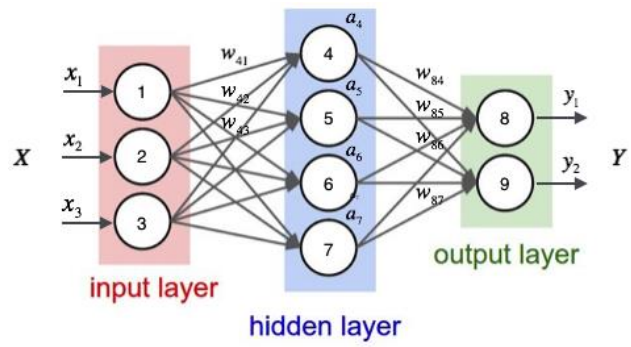 a₄
w₄₁
x₁
1
4
w₄₂
w₈₄
a₅
y₁
w₄₃
5
w₈₅
8
X
x₂
2
a₆
w₈₆
y₂
Y
6
9
x₃
3
w₈₇
a₇
7
output layer
input layer
hidden layer